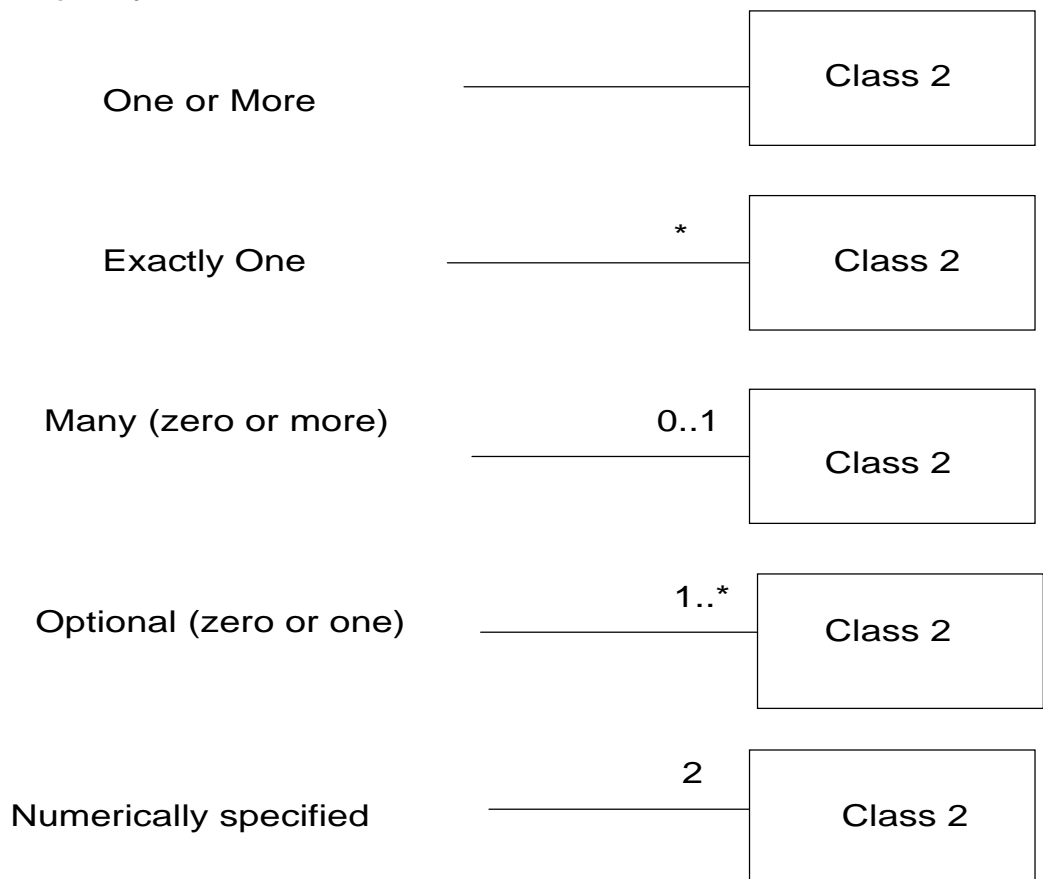 Class 2
One or More
*
Exactly One
Class 2
Many (zero or more)
0..1
Class 2
1..*
Optional (zero or one)
Class 2
2
Numerically specified
Class 2